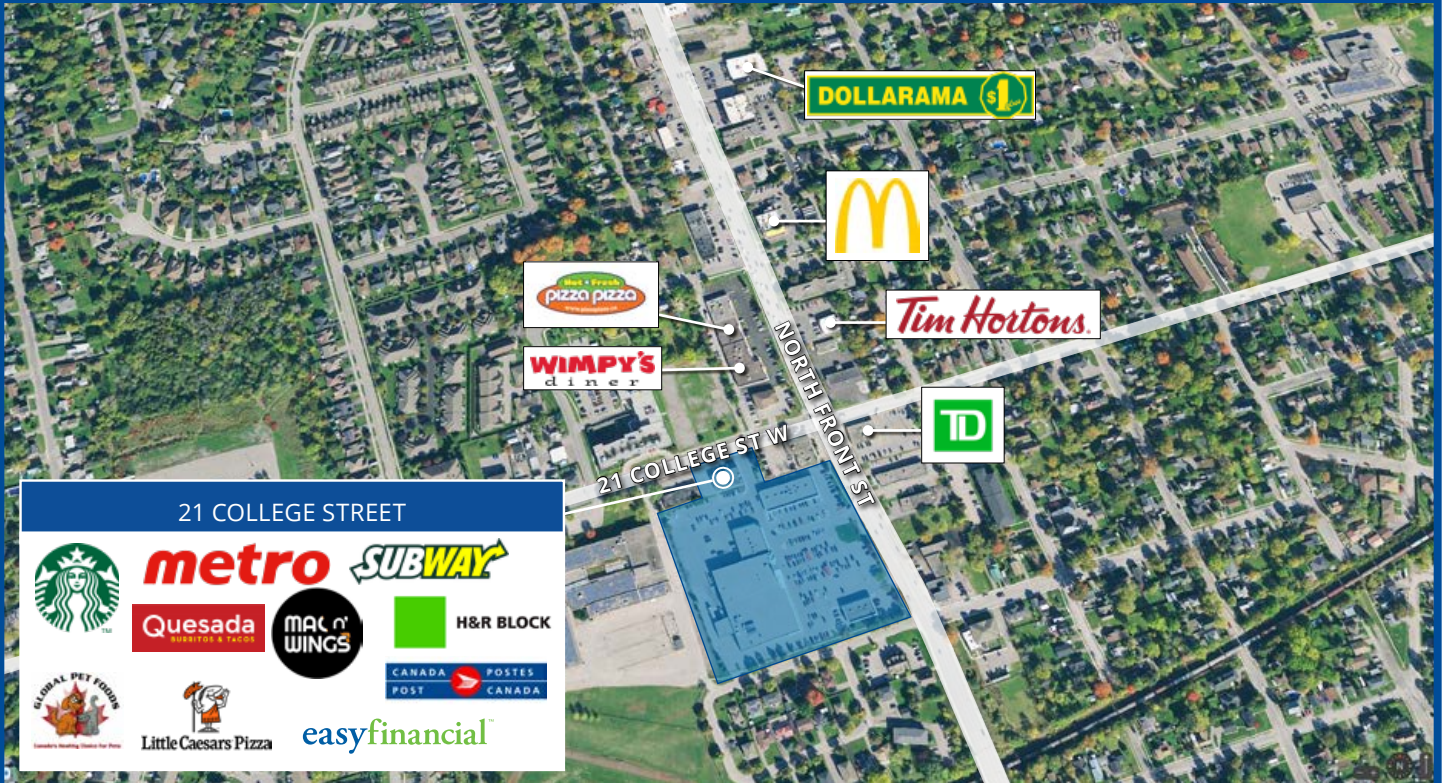 DOLLARAMA $1
Hot • Fresh
pizza pizza
Tim Hortons.
WIMPY'S
diner
TD
NORTH FRONT ST
21 COLLEGE ST W
21 COLLEGE STREET
metro
SUBWAY
TM
Quesada
BURRITOS & TACOS
MAC n'
WINGS
H&R BLOCK
CANADA POSTES
POST CANADA
GLOBAL PET FOODS
Canada's Healthy Choice For Pets
Little Caesars Pizza
easyfinancial™